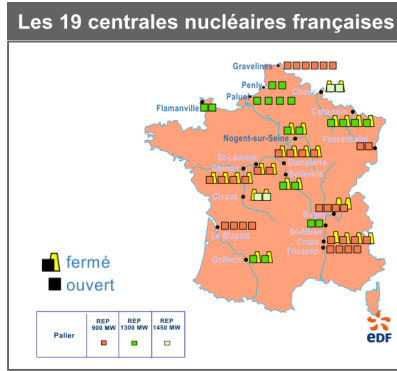 Les 19 centrales nucléaires françaises
Gravelines
Penly
Paluel
Chooz
Flamanville
Cattenom
Nogent-sur-Seine
Fessenheim
St-Laurent
Dampierre
Chinon
Belleville
Civaux
Bugey
St-Alban
Le Blayais
Cruas
Tricastin
Golfech
fermé
ouvert
Palier
REP
900 MW
REP
1300 MW
REP
1450 MW
EDF